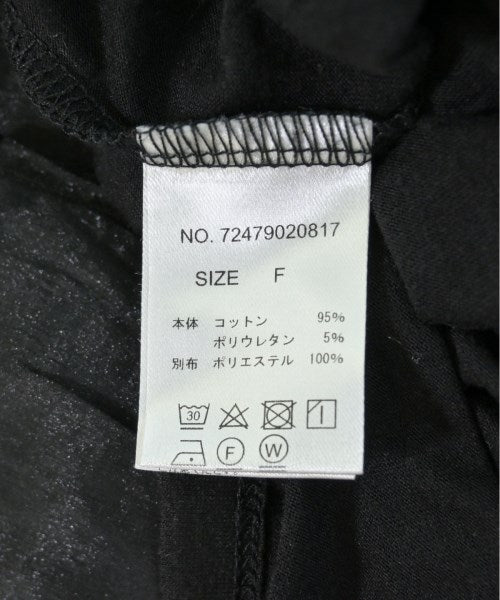 NO. 72479020817
SIZE F
本体 コットン 95%
ポリウレタン 5%
別布 ポリエステル 100%
30
F W